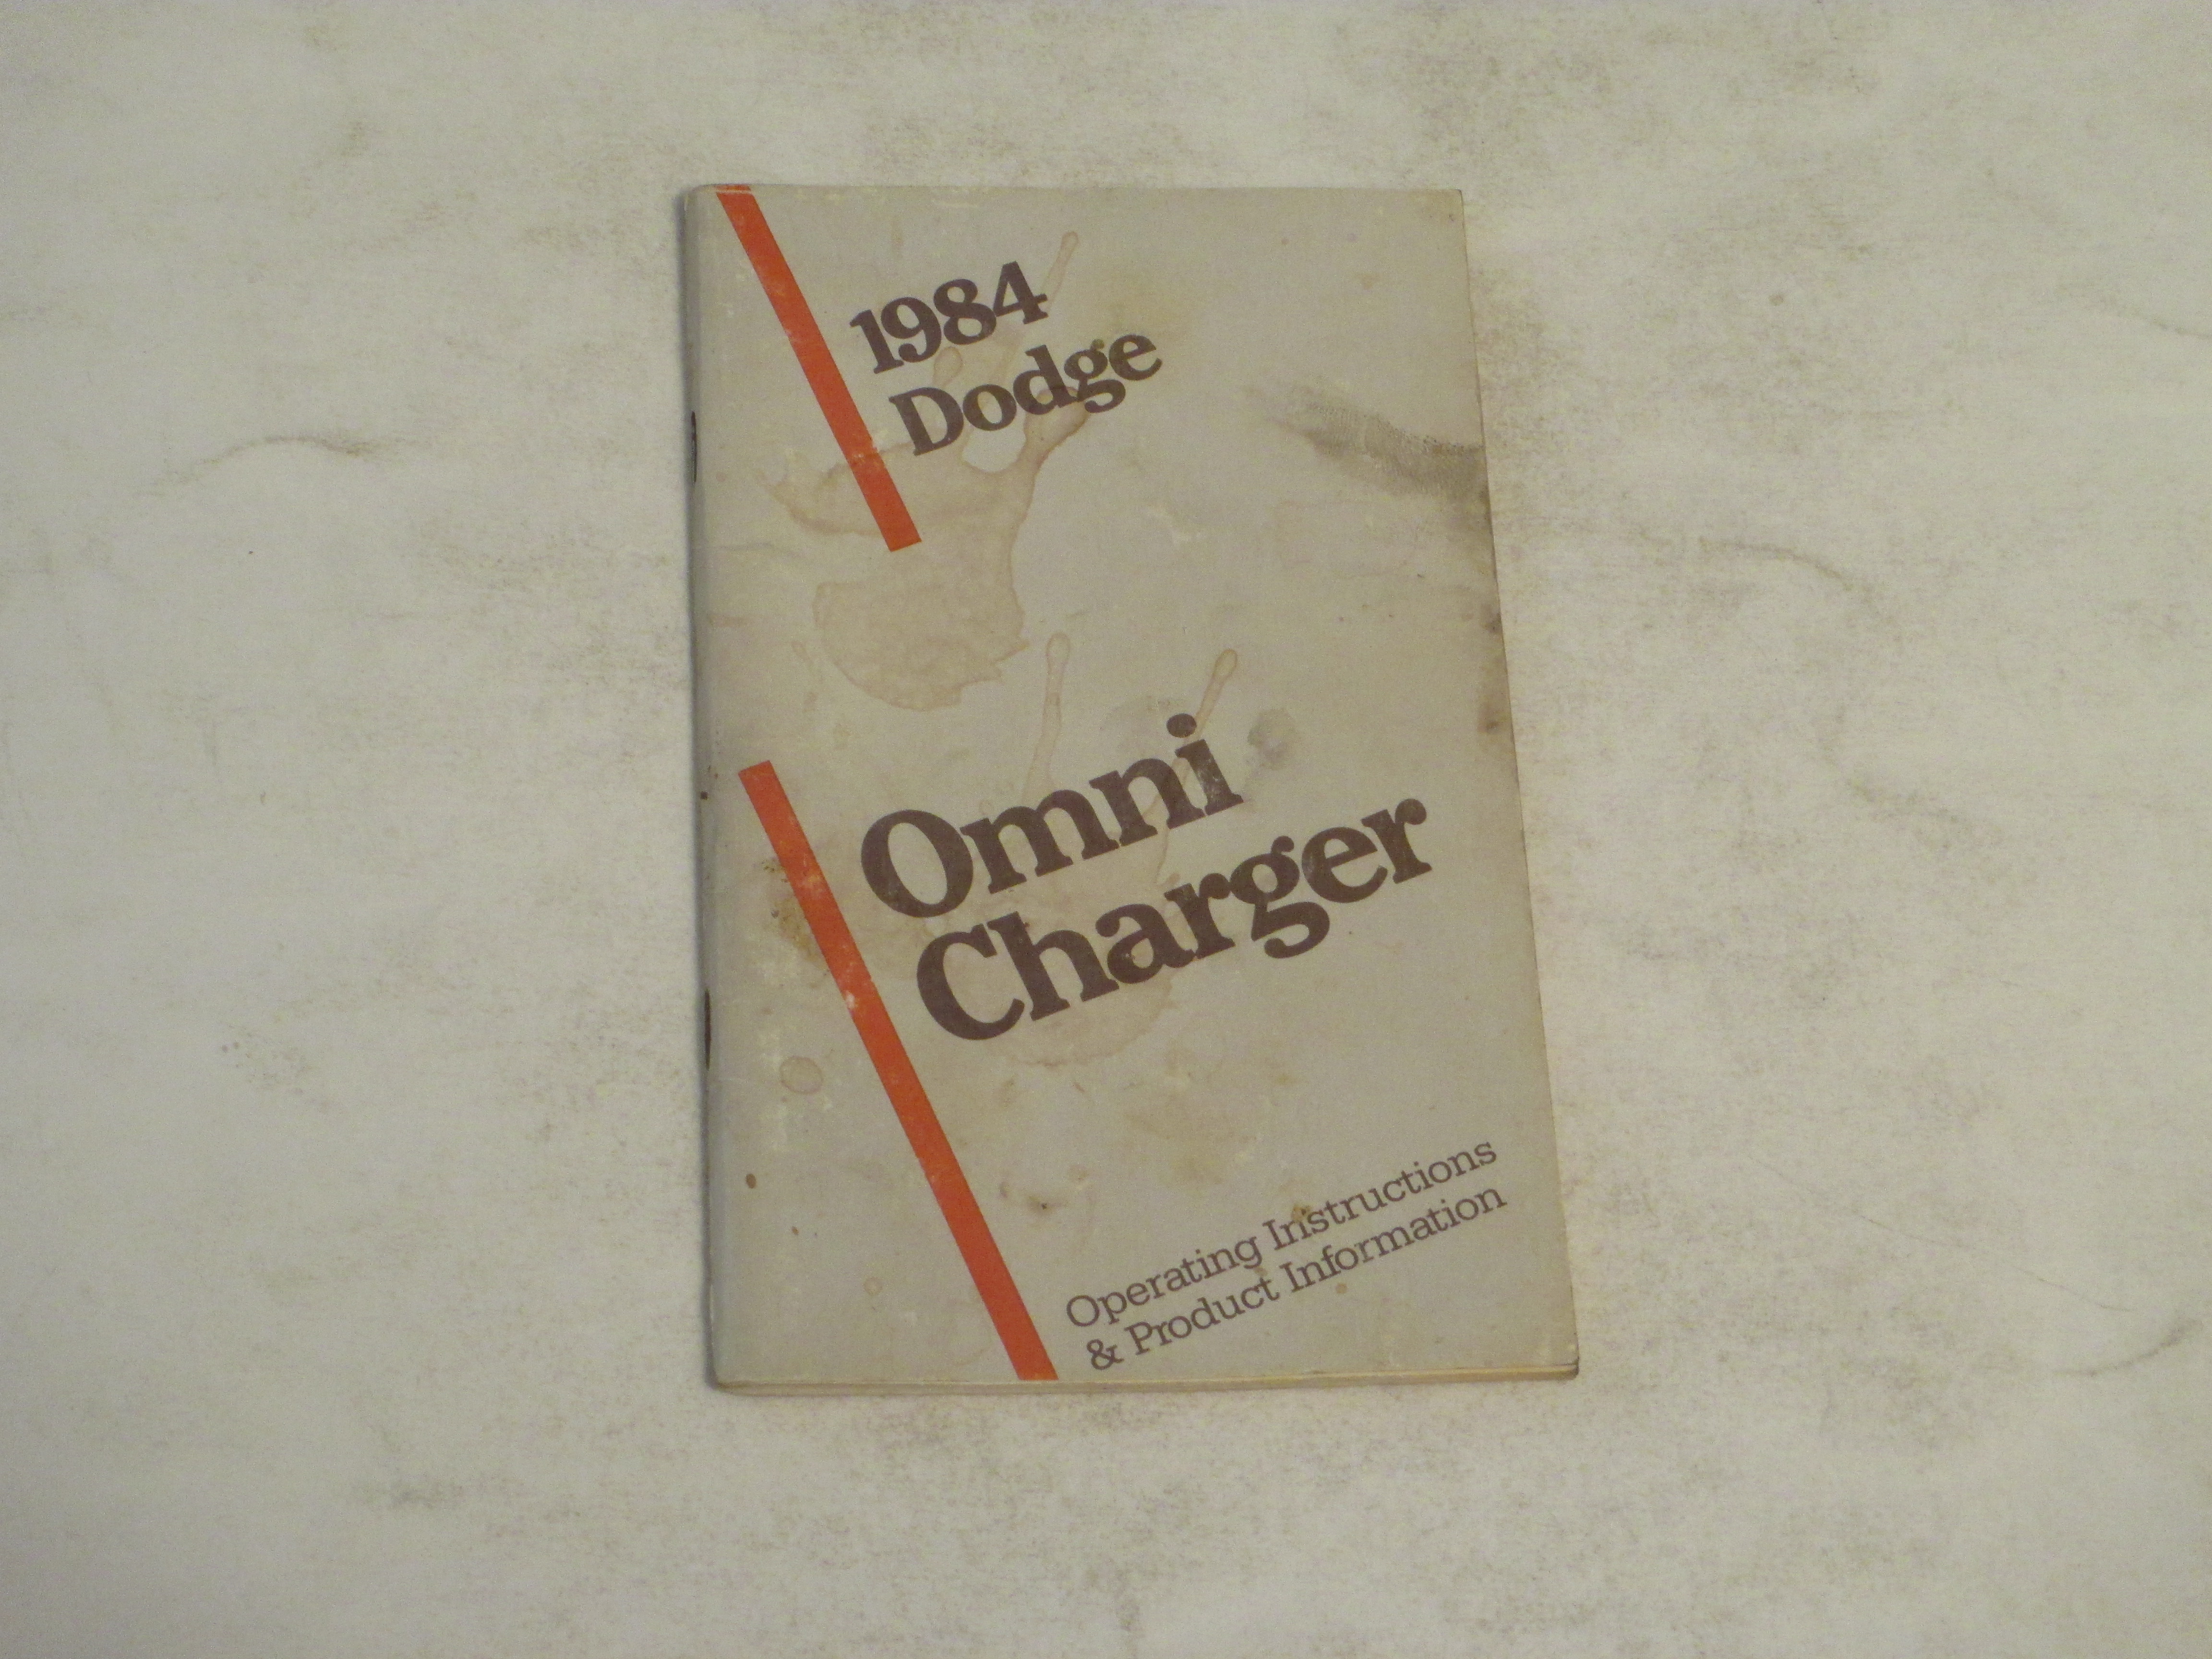 1984
Dodge
Omni
Charger
Operating Instructions
& Product Information